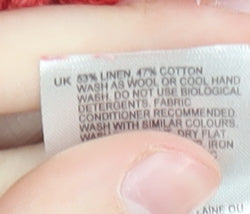 UK 53% LINEN, 47% COTTON
WASH AS WOOL OR COOL HAND
WASH. DO NOT USE BIOLOGICAL
DETERGENTS. FABRIC
CONDITIONER RECOMMENDED.
WASH WITH SIMILAR COLOURS.
DRY FLAT
IRON